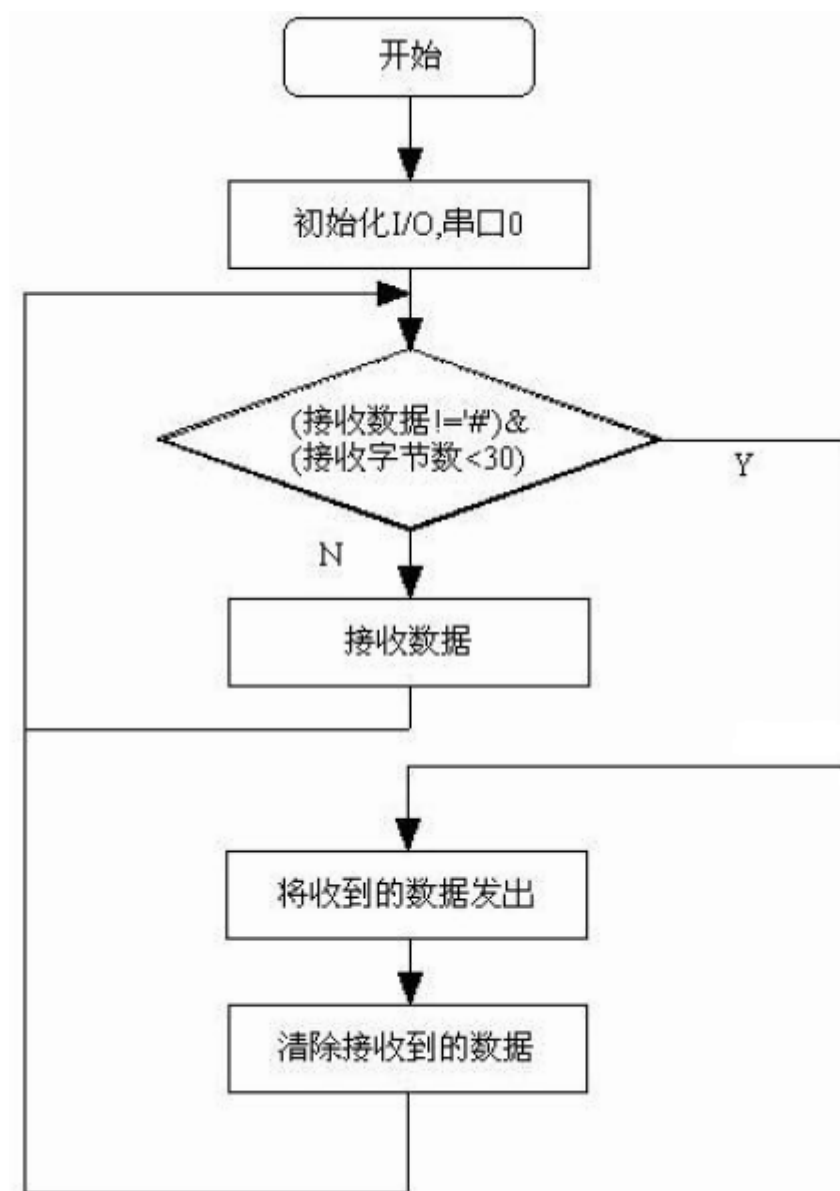 开始
初始化I/O,串口0
(接收数据!='#')&
(接收字节数<30)
Y
N
接收数据
将收到的数据发出
清除接收到的数据